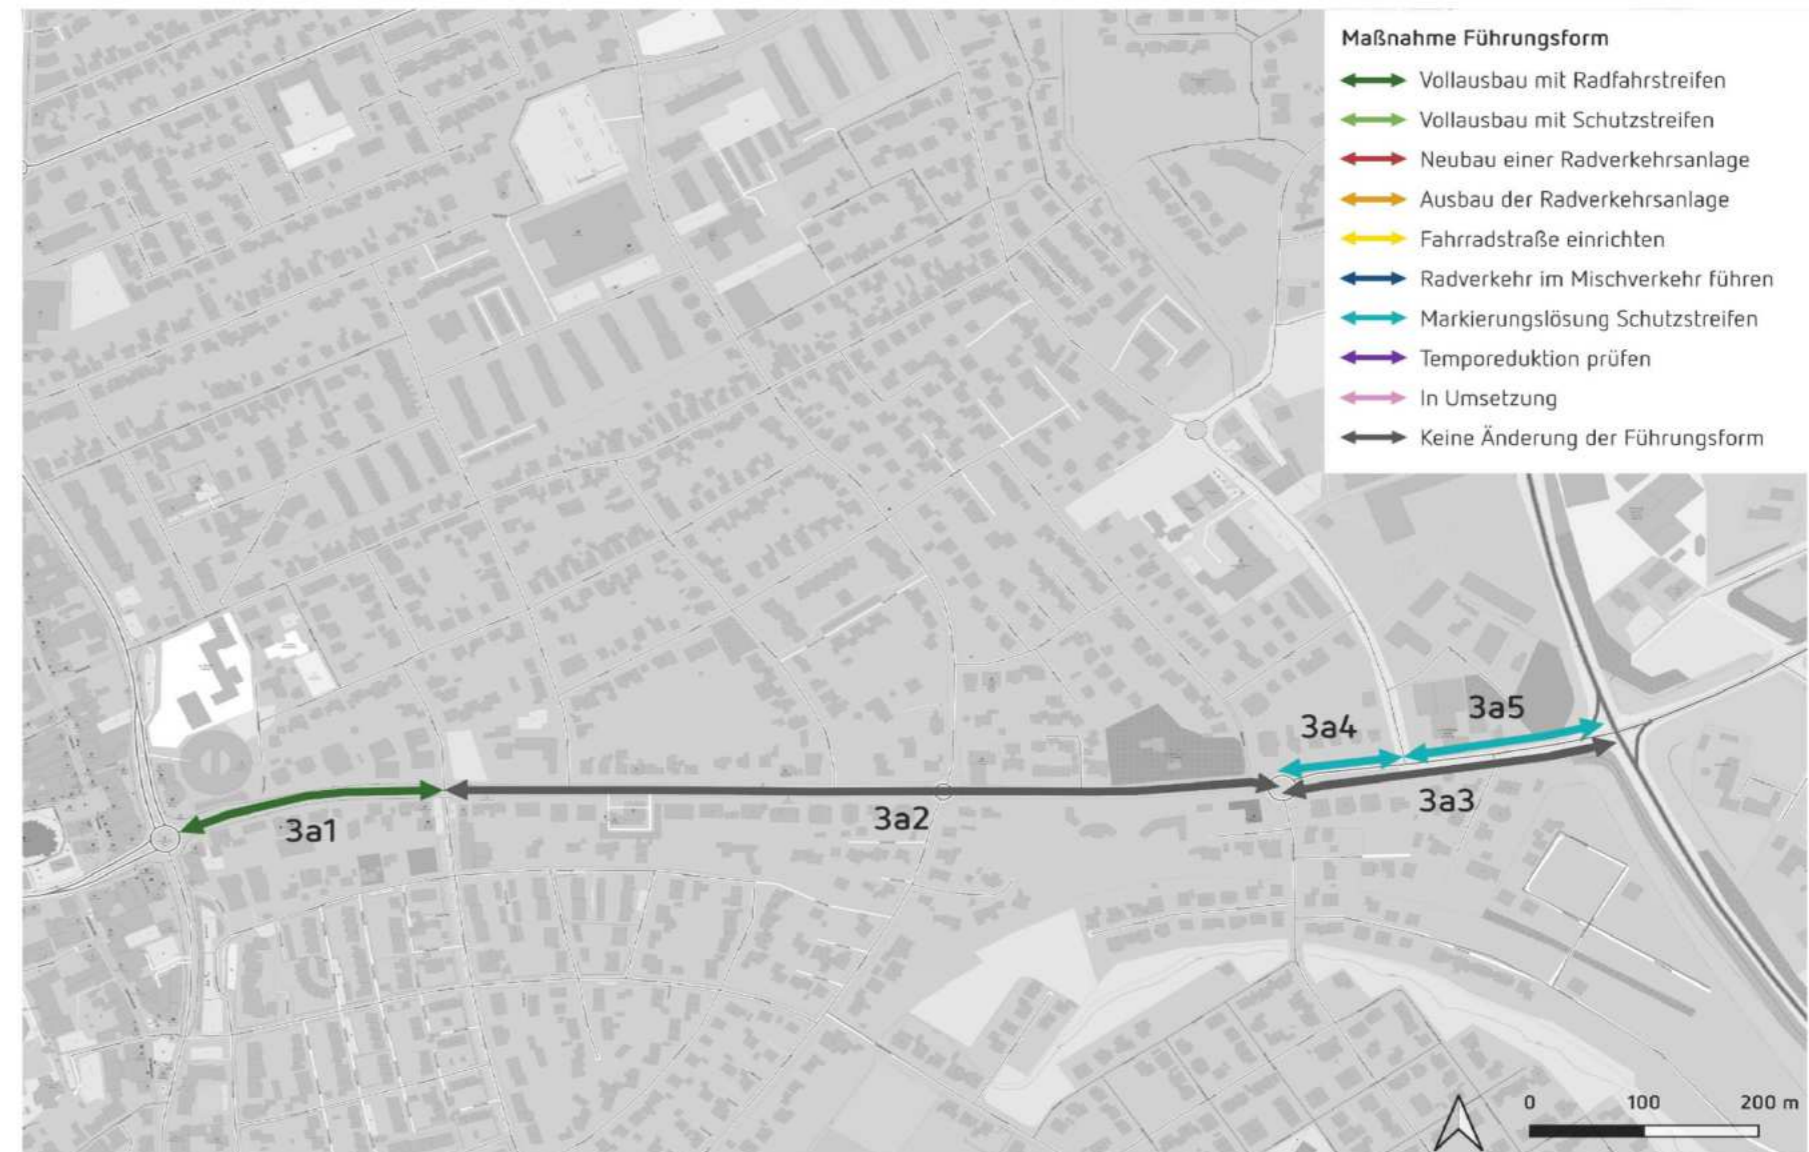 Maßnahme Führungsform
Vollausbau mit Radfahrstreifen
Vollausbau mit Schutzstreifen
Neubau einer Radverkehrsanlage
Ausbau der Radverkehrsanlage
Fahrradstraße einrichten
Radverkehr im Mischverkehr führen
Markierungslösung Schutzstreifen
Temporeduktion prüfen
In Umsetzung
Keine Änderung der Führungsform
3a5
3a4
3a3
3a2
3a1
0 100 200 m